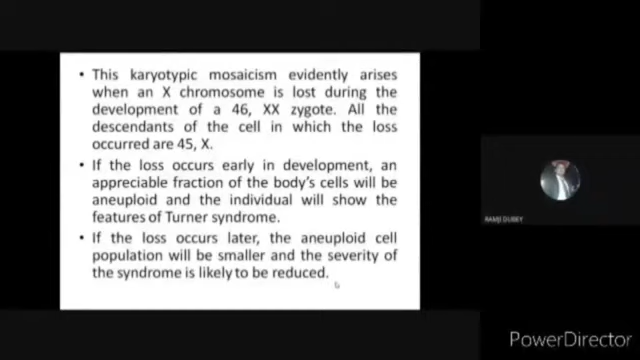 • This karyotypic mosaicism evidently arises
when an X chromosome is lost during the
development of a 46, XX zygote. All the
descendants of the cell in which the loss
occurred are 45, X.
• If the loss occurs early in development, an
appreciable fraction of the body's cells will be
aneuploid and the individual will show the
features of Turner syndrome.
• If the loss occurs later, the aneuploid cell
population will be smaller and the severity of
the syndrome is likely to be reduced.
RAMJI DUBEY
PowerDirector